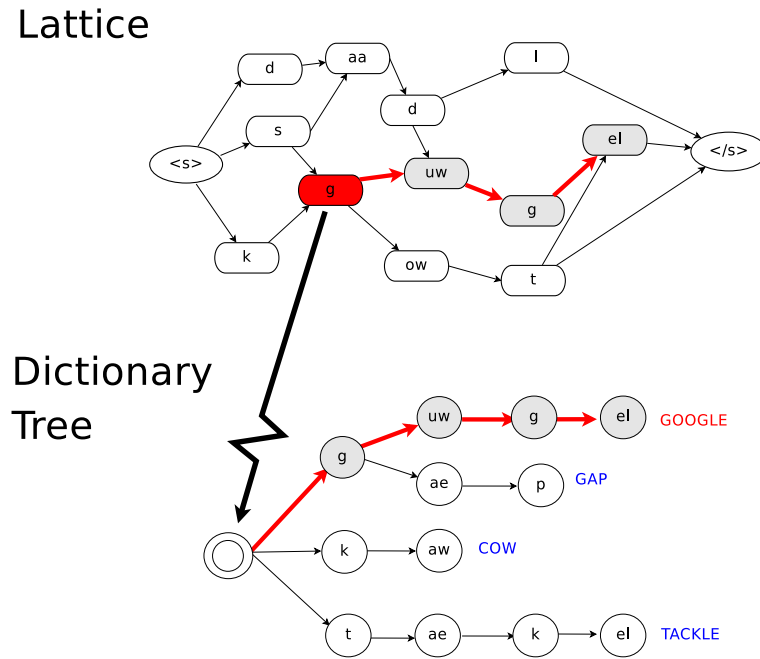 Lattice
d
aa
l
s
d
<s>
g
uw
el
</s>
k
g
ow
t
Dictionary
Tree
uw
g
el
GOOGLE
g
ae
p
GAP
k
aw
COW
t
ae
k
el
TACKLE